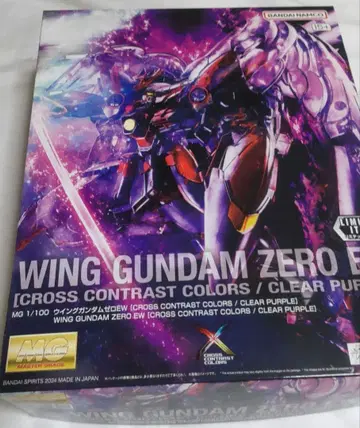 BANDAI NAMCO
WING GUNDAM ZERO E
[CROSS CONTRAST COLORS / CLEAR PUR
MG 1/100 ウイングガンダムゼロEW [CROSS CONTRAST COLORS / CLEAR PURPLE]
WING GUNDAM ZERO EW [CROSS CONTRAST COLORS / CLEAR PURPLE]
MG
MASTER GRADE
CROSS
CONTRAST
COLORS
BANDAI SPIRITS 2024 MADE IN JAPAN